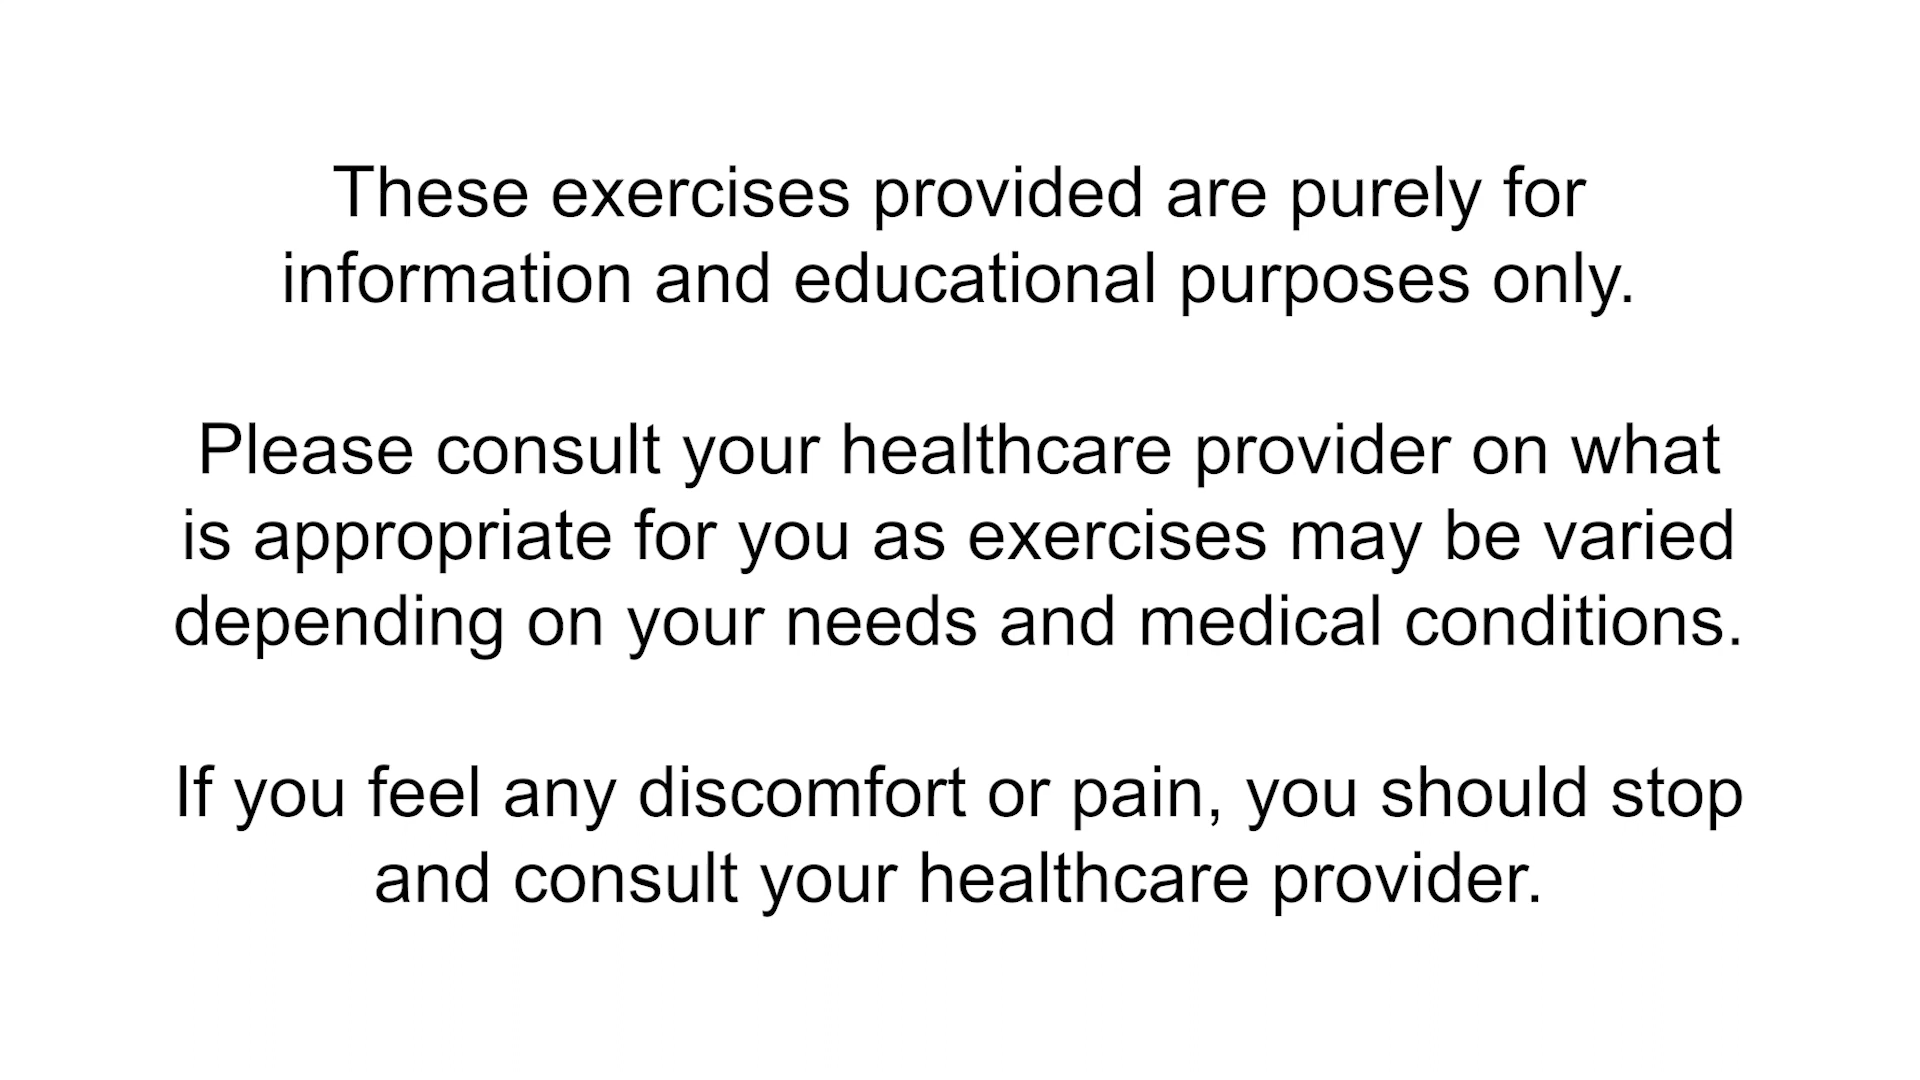 These exercises provided are purely for
information and educational purposes only.
Please consult your healthcare provider on what
is appropriate for you as exercises may be varied
depending on your needs and medical conditions.
If you feel any discomfort or pain, you should stop
and consult your healthcare provider.